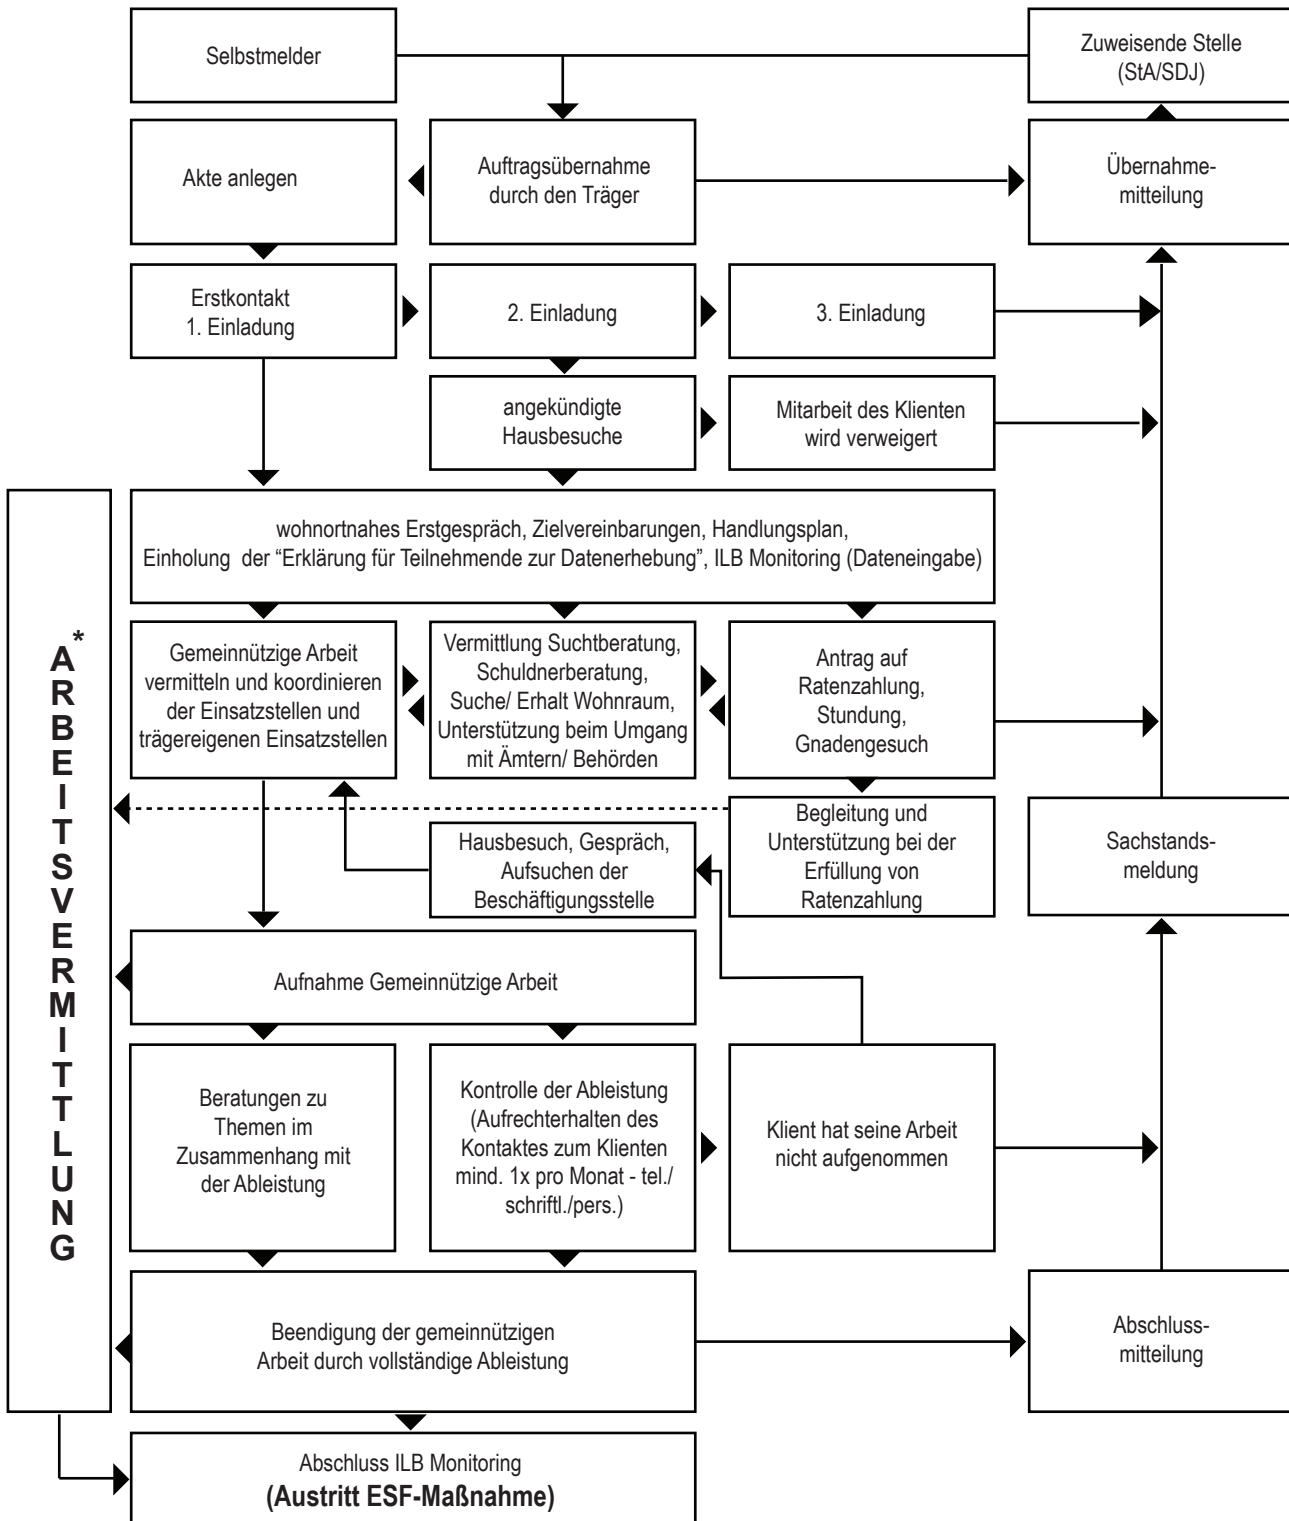 Selbstmelder
Zuweisende Stelle
(StA/SDJ)
Akte anlegen
Auftragsübernahme
durch den Träger
Übernahme-
mitteilung
Erstkontakt
1. Einladung
2. Einladung
3. Einladung
angekündigte
Hausbesuche
Mitarbeit des Klienten
wird verweigert
wohnortnahes Erstgespräch, Zielvereinbarungen, Handlungsplan,
Einholung der “Erklärung für Teilnehmende zur Datenerhebung”, ILB Monitoring (Dateneingabe)
*
A
R
B
E
I
T
S
V
E
R
M
I
T
T
L
U
N
G
Gemeinnützige Arbeit
vermitteln und koordinieren
der Einsatzstellen und
trägereigenen Einsatzstellen
Vermittlung Suchtberatung,
Schuldnerberatung,
Suche/ Erhalt Wohnraum,
Unterstützung beim Umgang
mit Ämtern/ Behörden
Antrag auf
Ratenzahlung,
Stundung,
Gnadengesuch
Hausbesuch, Gespräch,
Aufsuchen der
Beschäftigungsstelle
Begleitung und
Unterstützung bei der
Erfüllung von
Ratenzahlung
Sachstands-
meldung
Aufnahme Gemeinnützige Arbeit
Beratungen zu
Themen im
Zusammenhang mit
der Ableistung
Kontrolle der Ableistung
(Aufrechterhalten des
Kontaktes zum Klienten
mind. 1x pro Monat - tel./
schriftl./pers.)
Klient hat seine Arbeit
nicht aufgenommen
Beendigung der gemeinnützigen
Arbeit durch vollständige Ableistung
Abschluss-
mitteilung
Abschluss ILB Monitoring
(Austritt ESF-Maßnahme)